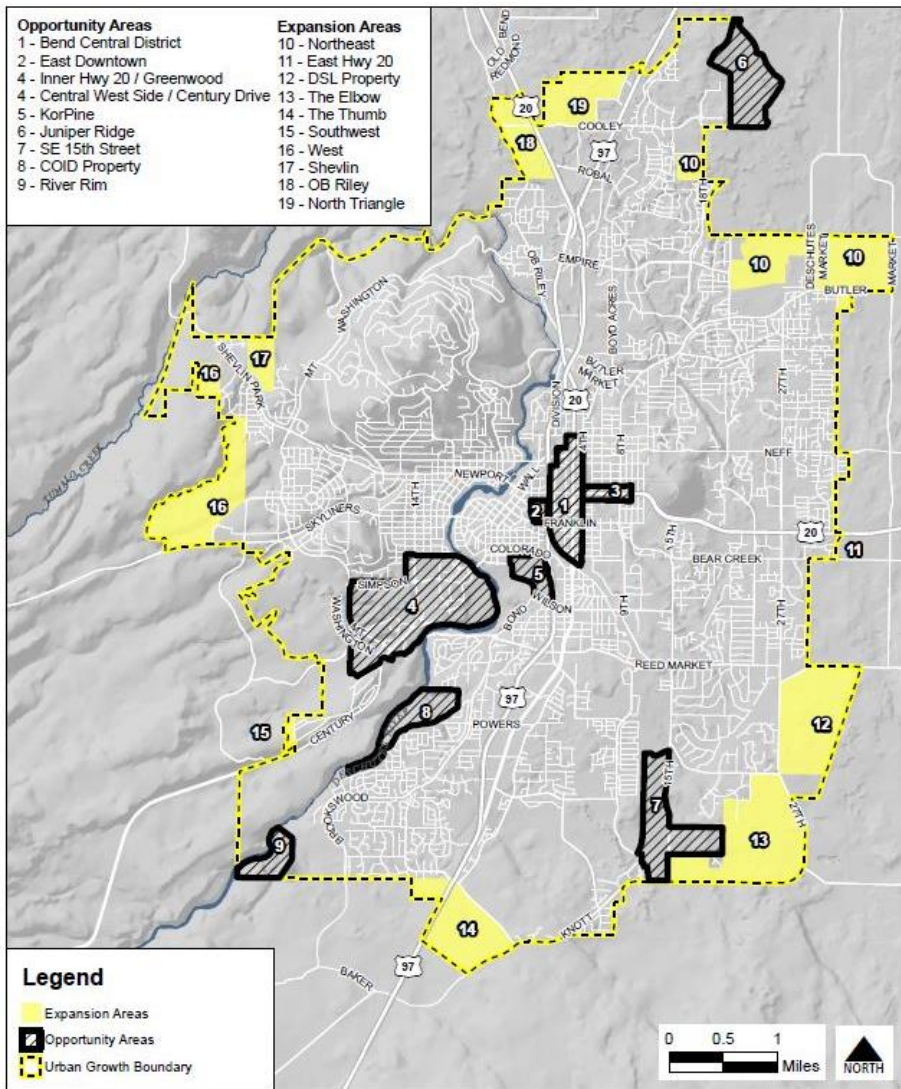 Opportunity Areas
1 - Bend Central District
2 - East Downtown
4 - Inner Hwy 20 / Greenwood
4 - Central West Side / Century Drive
5 - KorPine
6 - Juniper Ridge
7 - SE 15th Street
8 - COID Property
9 - River Rim
Expansion Areas
10 - Northeast
11 - East Hwy 20
12 - DSL Property
13 - The Elbow
14 - The Thumb
15 - Southwest
16 - West
17 - Shevlin
18 - OB Riley
19 - North Triangle
OLD BEND
REDMOND
6
20
19
COOLEY
18
97
ROBAL
10
18TH
OB RILEY
EMPIRE
10
DESCHUTES
MARKET
10
MARKET
BUTLER
WASHINGTON
MT
BOYD ACRES
SHEVLIN PARK
17
16
BUTLER
MARKET
27TH
DIVISION
20
4TH
8TH
NEFF
TUMALO CREEK
NEWPORT
WALL
14TH
1
3
16
SKYLINERS
2
FRANKLIN
20
11
15TH
COLORADO
BEAR CREEK
5
SIMPSON
4
WILSON
BOND
9TH
27TH
MT
WASHINGTON
REED MARKET
97
12
8
15
CENTURY
POWERS
15TH
7
BROOKSWOOD
27TH
13
9
14
KNOTT
97
BAKER
Legend
Expansion Areas
Opportunity Areas
Urban Growth Boundary
0 0.5 1
Miles
NORTH